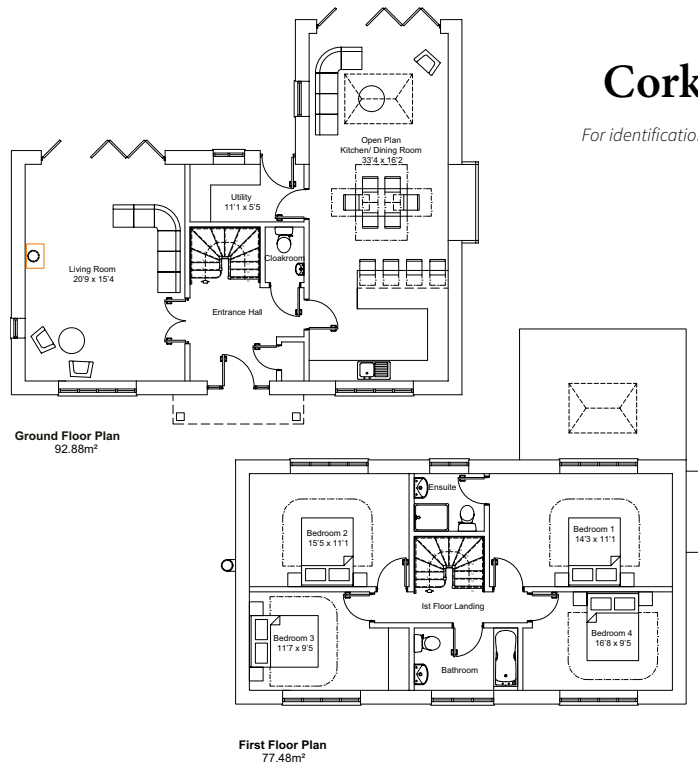 Cork
For identification
Open Plan
Kitchen/ Dining Room
33'4 x 16'2
Utility
11'1 x 5'5
Cloakroom
Living Room
20'9 x 15'4
Entrance Hall
Ground Floor Plan
92.88m²
Ensuite
Bedroom 2
15'5 x 11'1
Bedroom 1
14'3 x 11'1
Ist Floor Landing
Bedroom 3
11'7 x 9'5
Bedroom 4
16'8 x 9'5
Bathroom
First Floor Plan
77.48m²